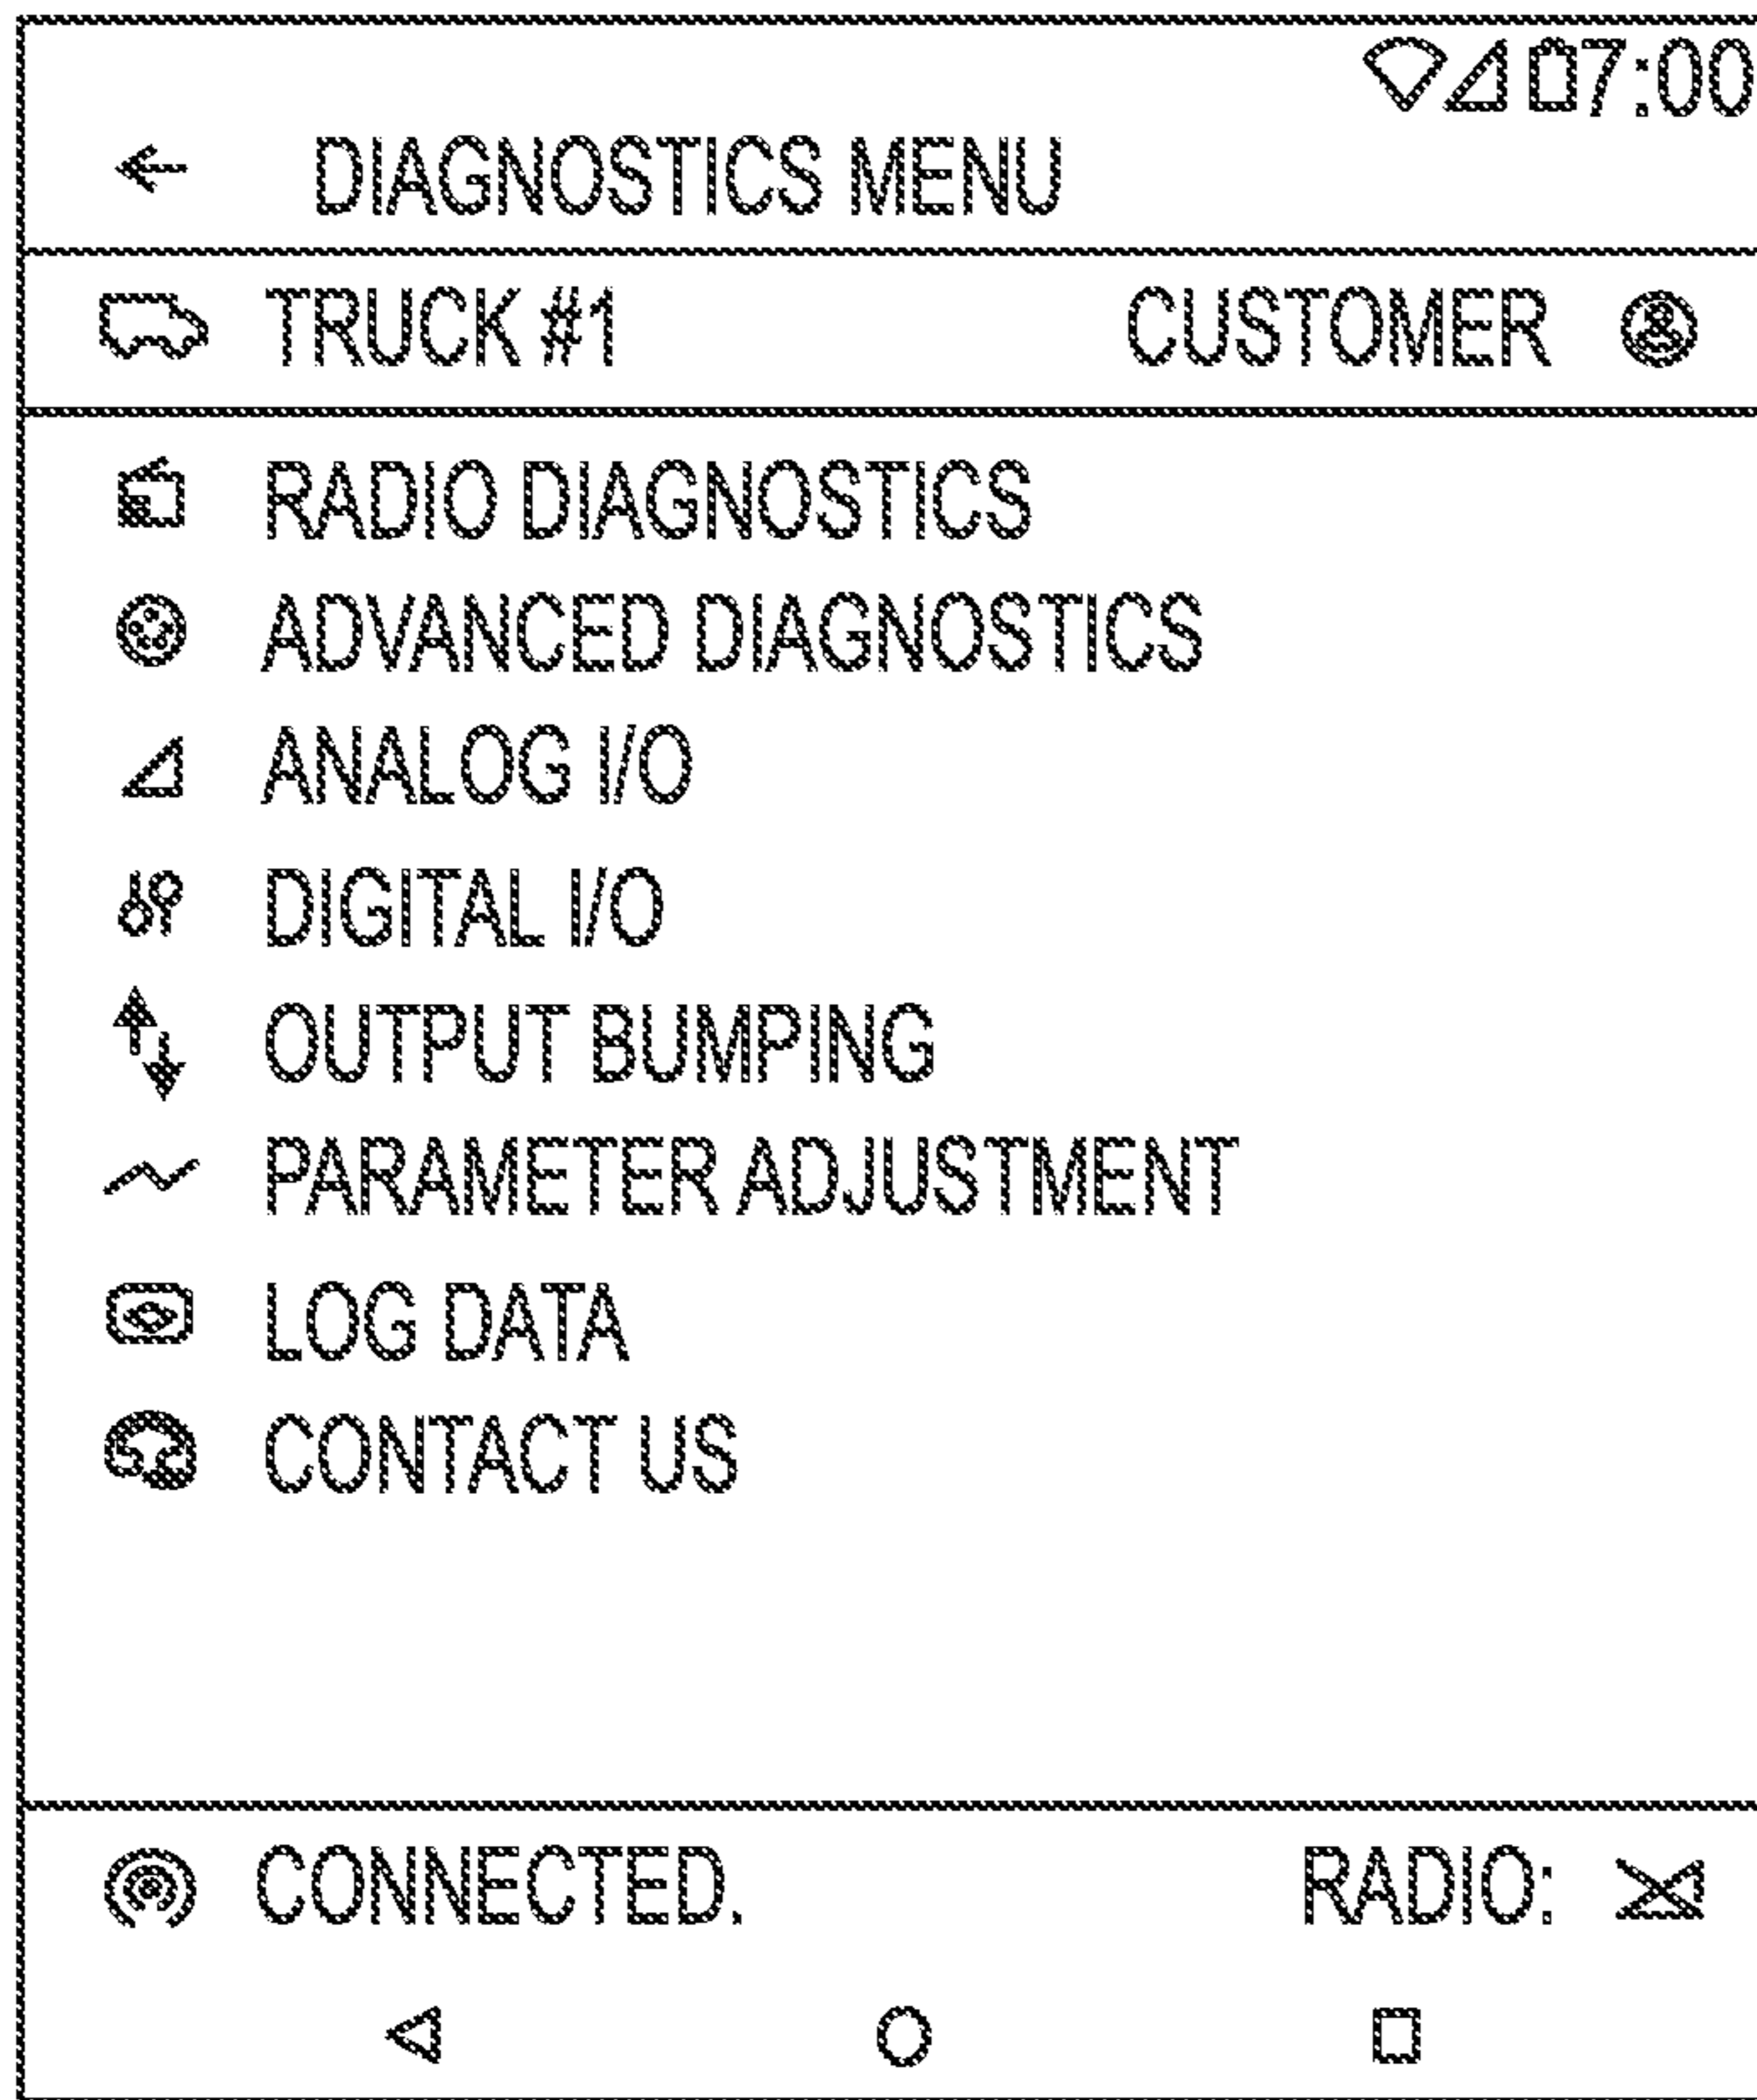 7:00
DIAGNOSTICS MENU
TRUCK #1 CUSTOMER
RADIO DIAGNOSTICS
ADVANCED DIAGNOSTICS
ANALOG I/O
DIGITAL I/O
OUTPUT BUMPING
PARAMETER ADJUSTMENT
LOG DATA
CONTACT US
CONNECTED. RADIO: